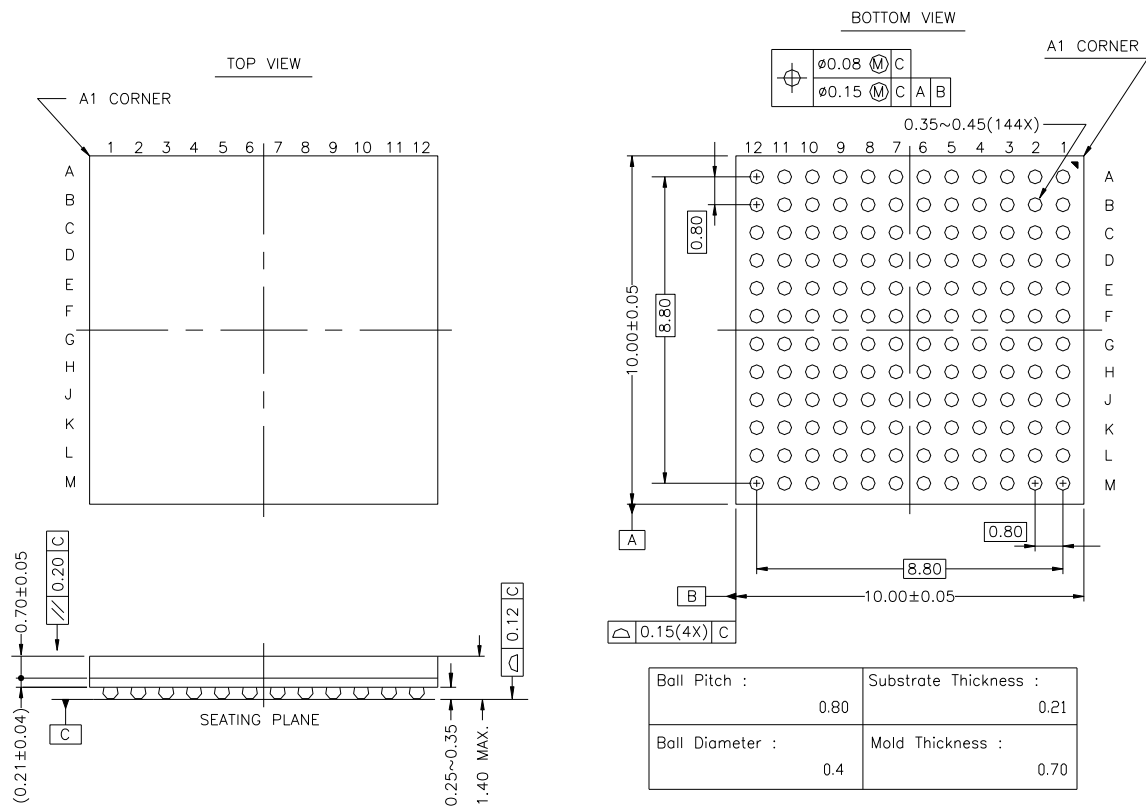 TOP VIEW
A1 CORNER
1 2 3 4 5 6 7 8 9 10 11 12
A
B
C
D
E
F
G
H
J
K
L
M
BOTTOM VIEW
A1 CORNER
ø0.08 Ⓜ C
ø0.15 Ⓜ C A B
0.35~0.45(144X)
12 11 10 9 8 7 6 5 4 3 2 1
A
B
C
D
E
F
G
H
J
K
L
M
0.80
8.80
10.00±0.05
A
0.80
8.80
B
10.00±0.05
0.15(4X) C
0.70±0.05
// 0.20 C
(0.21±0.04)
C
SEATING PLANE
0.25~0.35
1.40 MAX.
0.12 C
Ball Pitch :
0.80
Substrate Thickness :
0.21
Ball Diameter :
0.4
Mold Thickness :
0.70